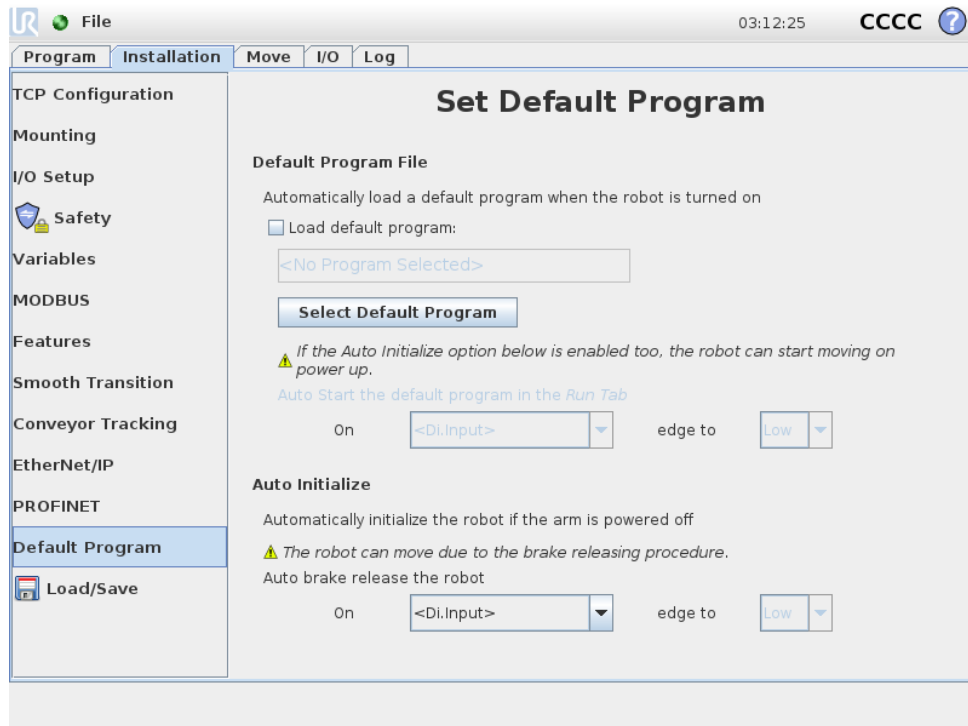 UR File 03:12:25 CCCC ?
Program Installation Move I/O Log
TCP Configuration
Mounting
I/O Setup
Safety
Variables
MODBUS
Features
Smooth Transition
Conveyor Tracking
EtherNet/IP
PROFINET
Default Program
Load/Save
Set Default Program
Default Program File
Automatically load a default program when the robot is turned on
Load default program:
<No Program Selected>
Select Default Program
If the Auto Initialize option below is enabled too, the robot can start moving on
power up.
Auto Start the default program in the Run Tab
On <Di.Input> edge to Low
Auto Initialize
Automatically initialize the robot if the arm is powered off
The robot can move due to the brake releasing procedure.
Auto brake release the robot
On <Di.Input> edge to Low